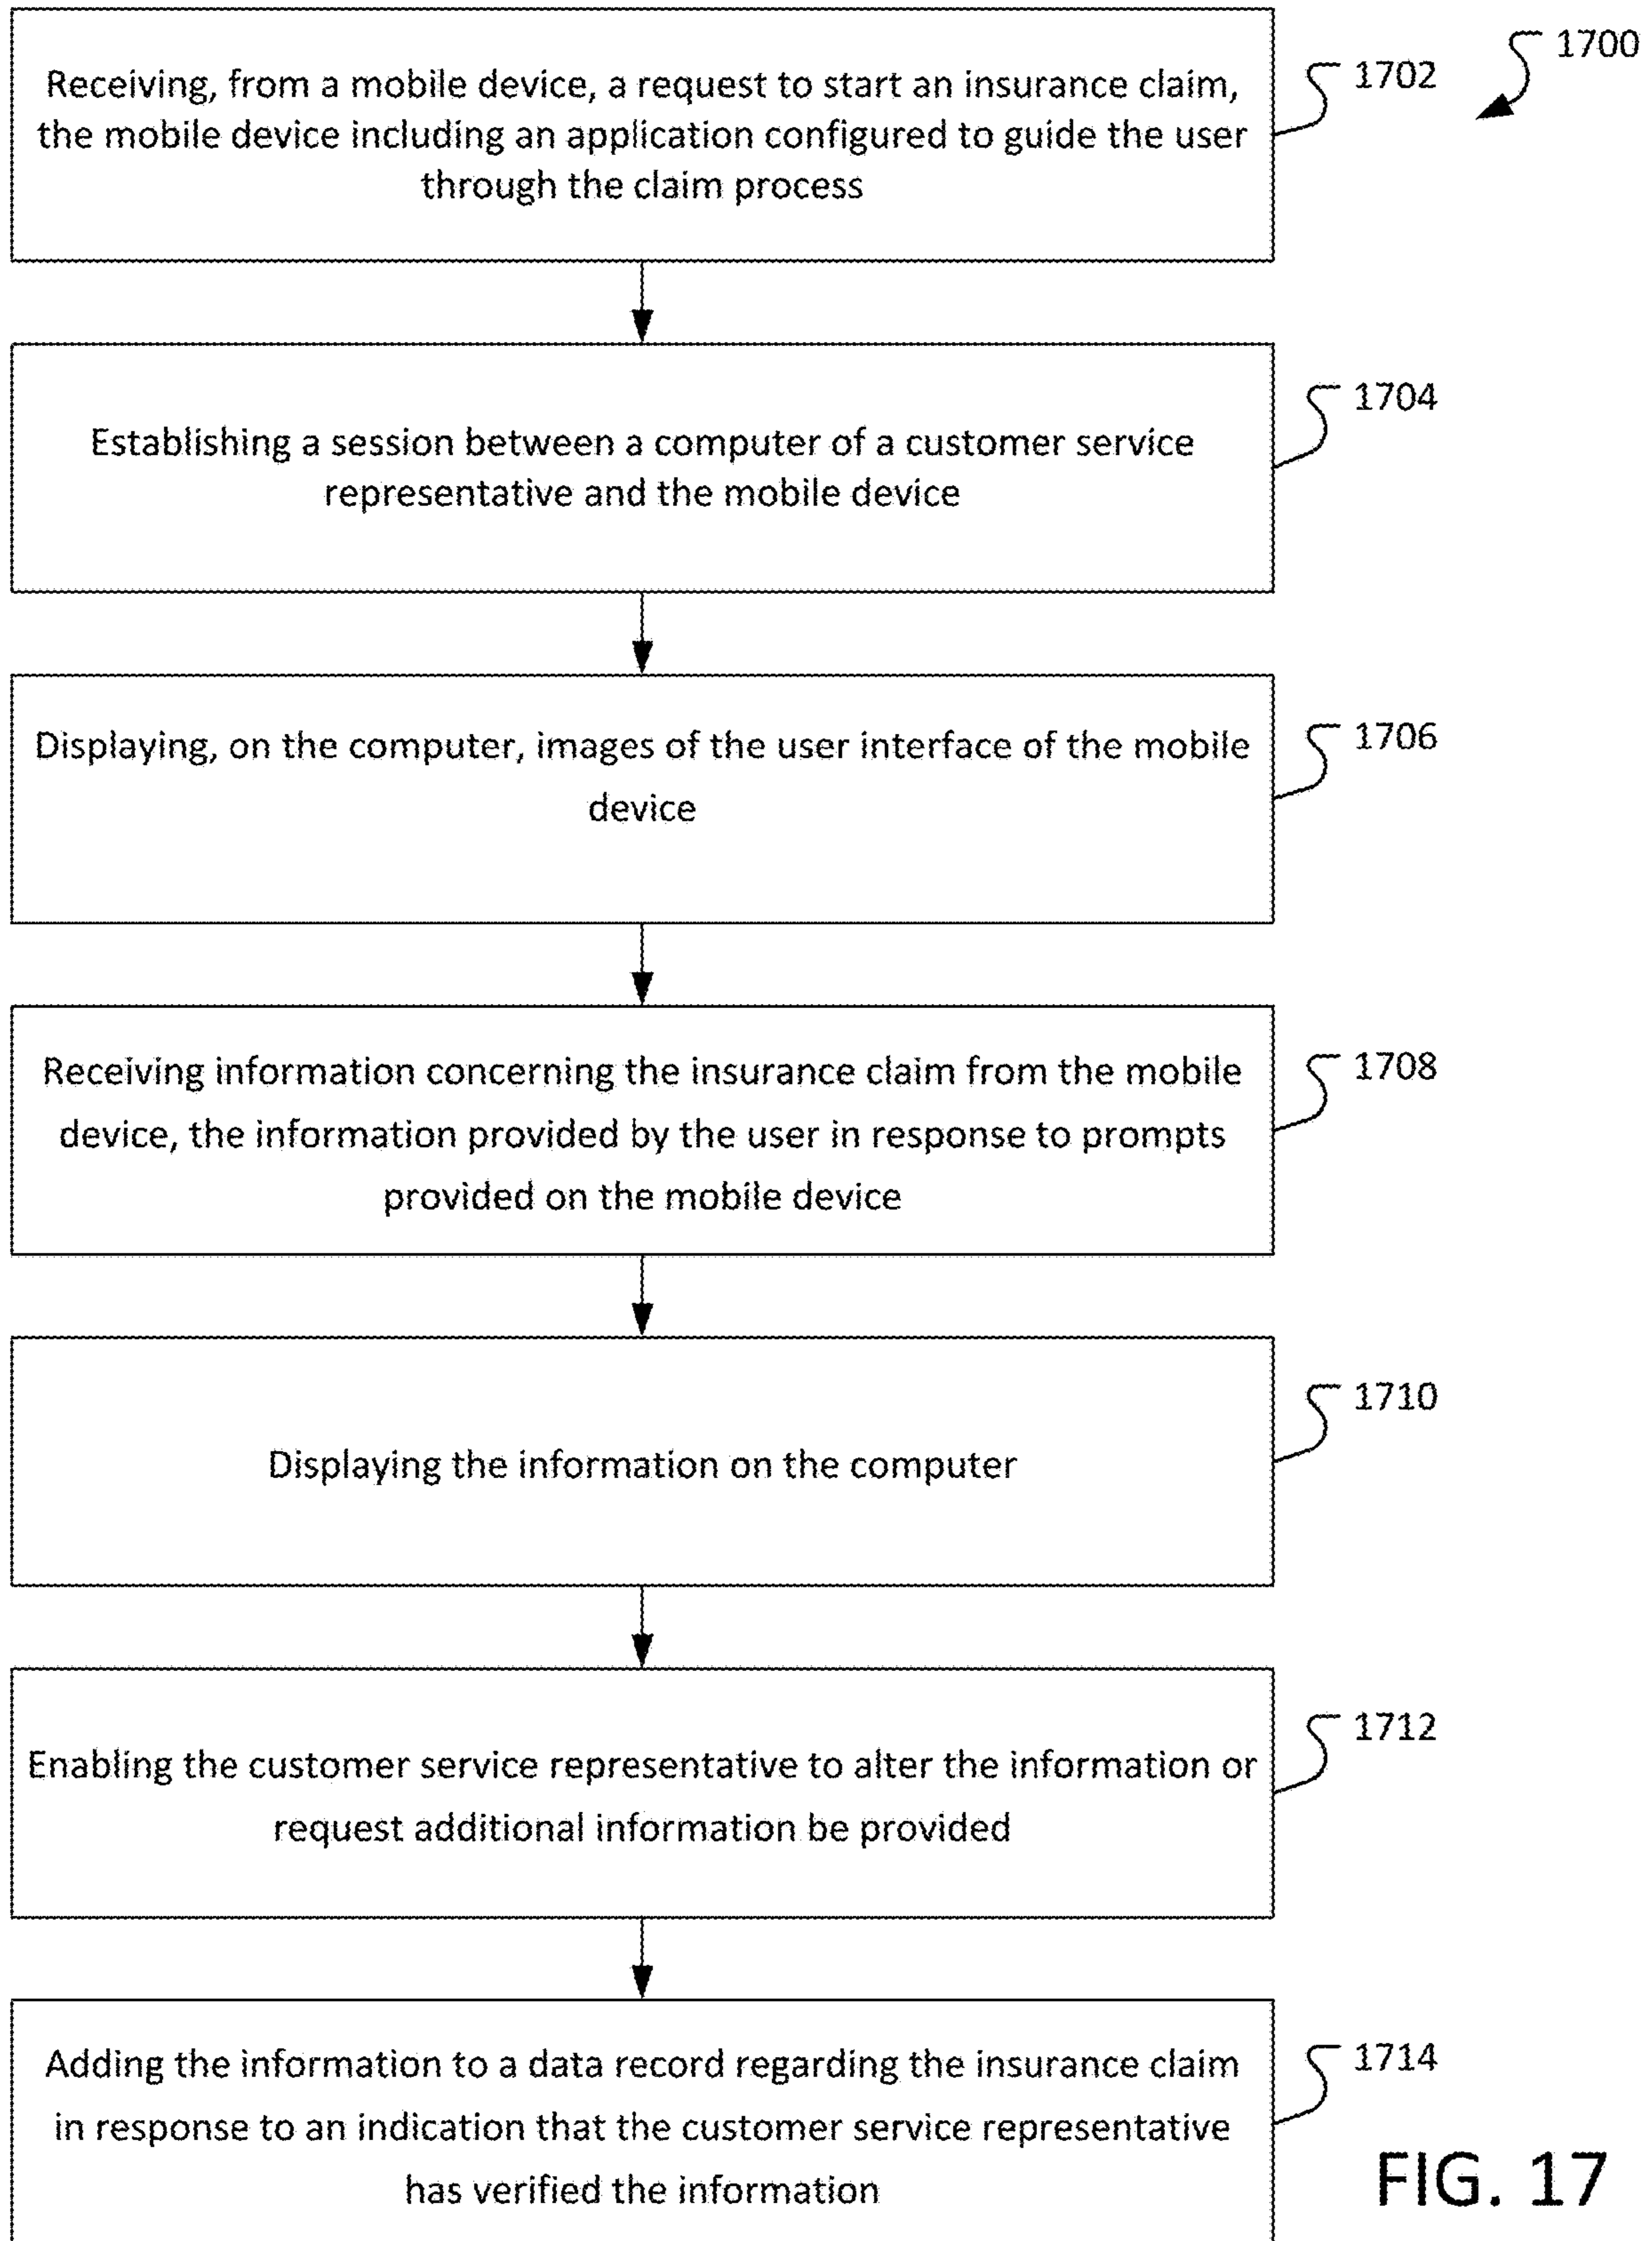 1700
Receiving, from a mobile device, a request to start an insurance claim,
the mobile device including an application configured to guide the user
through the claim process
1702
Establishing a session between a computer of a customer service
representative and the mobile device
1704
Displaying, on the computer, images of the user interface of the mobile
device
1706
Receiving information concerning the insurance claim from the mobile
device, the information provided by the user in response to prompts
provided on the mobile device
1708
Displaying the information on the computer
1710
Enabling the customer service representative to alter the information or
request additional information be provided
1712
Adding the information to a data record regarding the insurance claim
in response to an indication that the customer service representative
has verified the information
1714
FIG. 17